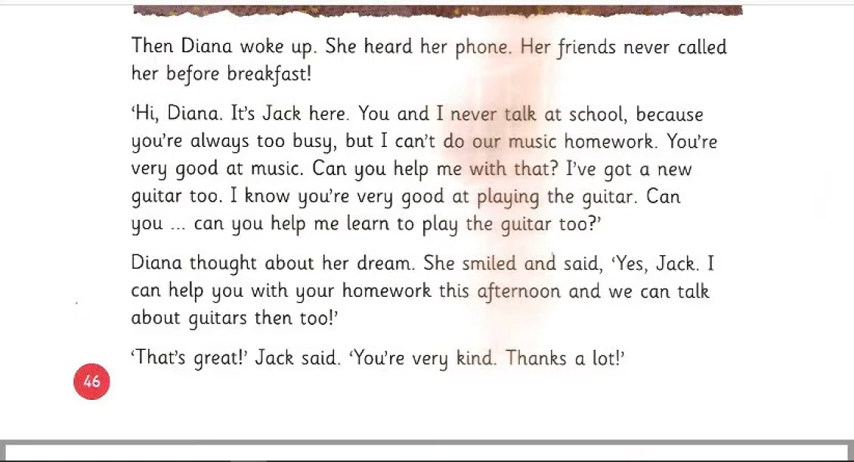 Then Diana woke up. She heard her phone. Her friends never called
her before breakfast!
‘Hi, Diana. It’s Jack here. You and I never talk at school, because
you’re always too busy, but I can’t do our music homework. You’re
very good at music. Can you help me with that? I’ve got a new
guitar too. I know you’re very good at playing the guitar. Can
you ... can you help me learn to play the guitar too?’
Diana thought about her dream. She smiled and said, ‘Yes, Jack. I
can help you with your homework this afternoon and we can talk
about guitars then too!’
‘That’s great!’ Jack said. ‘You’re very kind. Thanks a lot!’
46